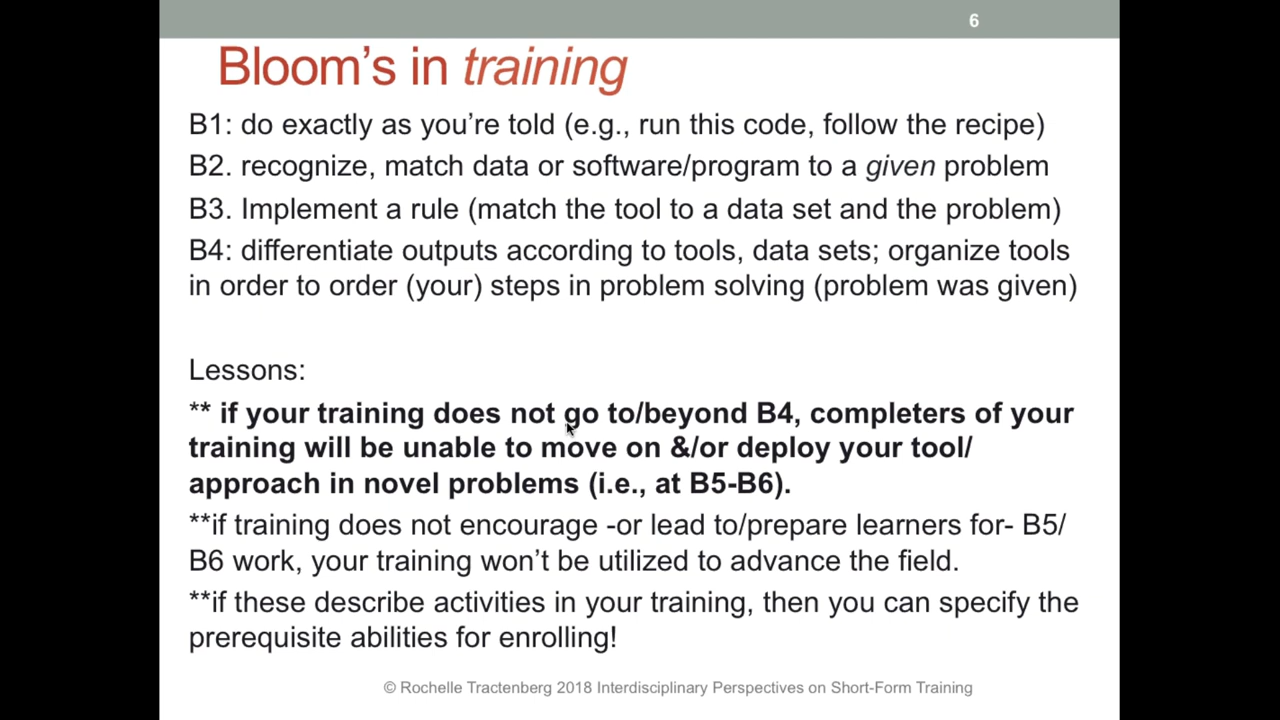 6
Bloom’s in training
B1: do exactly as you’re told (e.g., run this code, follow the recipe)
B2. recognize, match data or software/program to a given problem
B3. Implement a rule (match the tool to a data set and the problem)
B4: differentiate outputs according to tools, data sets; organize tools
in order to order (your) steps in problem solving (problem was given)
Lessons:
** if your training does not go to/beyond B4, completers of your
training will be unable to move on &/or deploy your tool/
approach in novel problems (i.e., at B5-B6).
**if training does not encourage -or lead to/prepare learners for- B5/
B6 work, your training won’t be utilized to advance the field.
**if these describe activities in your training, then you can specify the
prerequisite abilities for enrolling!
© Rochelle Tractenberg 2018 Interdisciplinary Perspectives on Short-Form Training